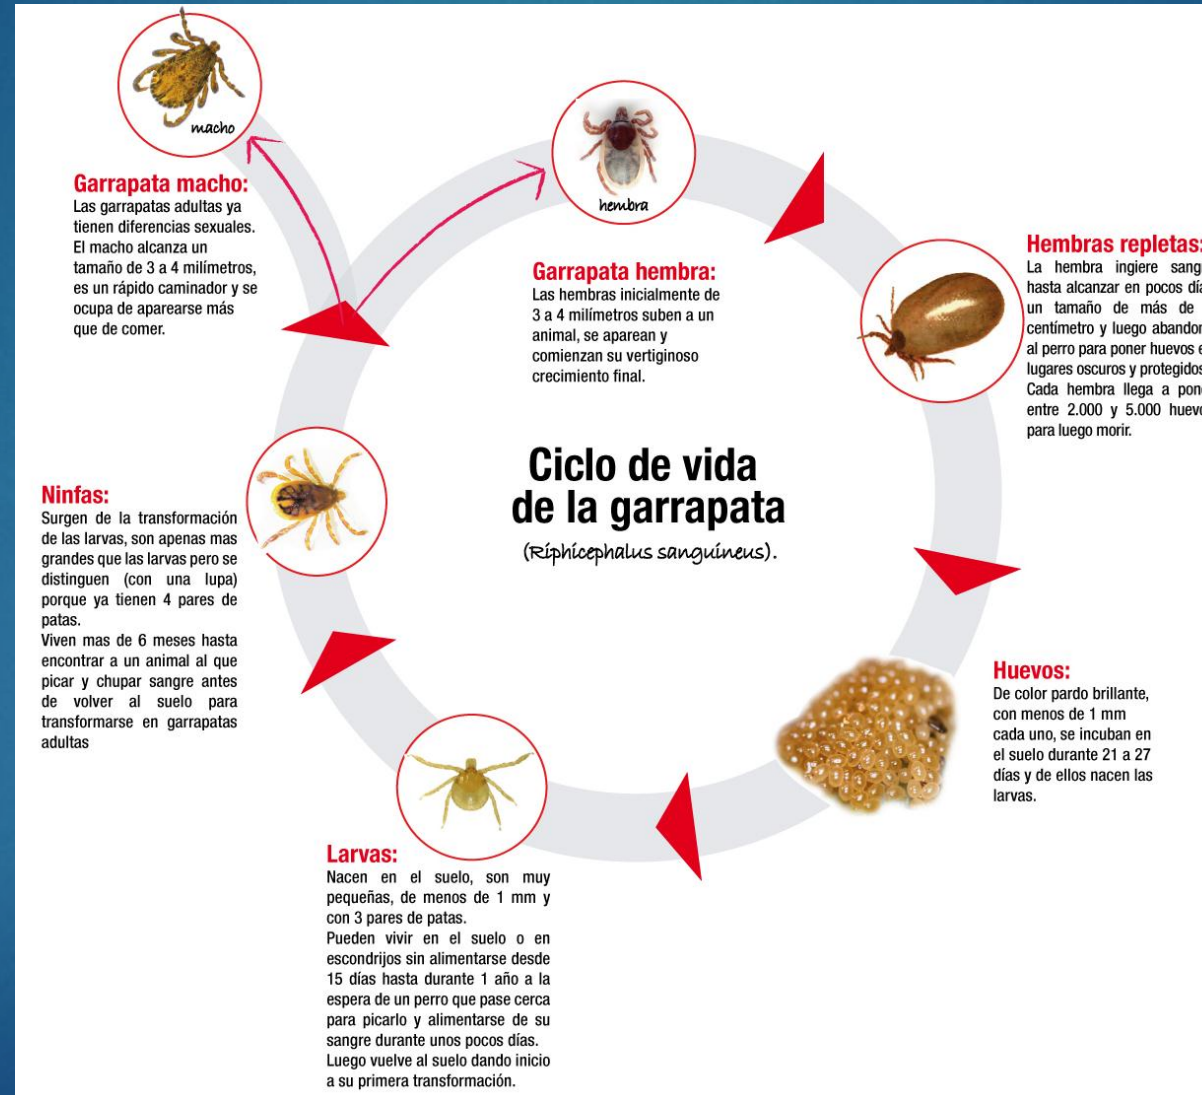 macho
Garrapata macho:
Las garrapatas adultas ya
tienen diferencias sexuales.
El macho alcanza un
tamaño de 3 a 4 milímetros,
es un rápido caminador y se
ocupa de aparearse más
que de comer.
hembra
Garrapata hembra:
Las hembras inicialmente de
3 a 4 milímetros suben a un
animal, se aparean y
comienzan su vertiginoso
crecimiento final.
Hembras repletas:
La hembra ingiere
hasta alcanzar en pocos
un tamaño de más de
centímetro y luego
al perro para poner huevos
lugares oscuros y protegidos
Cada hembra llega a
entre 2.000 y 5.000
para luego morir.
Ciclo de vida
de la garrapata
(Riphicephalus sanguineus).
Ninfas:
Surgen de la transformación
de las larvas, son apenas mas
grandes que las larvas pero se
distinguen (con una lupa)
porque ya tienen 4 pares de
patas.
Viven mas de 6 meses hasta
encontrar a un animal al que
picar y chupar sangre antes
de volver al suelo para
transformarse en garrapatas
adultas
Huevos:
De color pardo brillante,
con menos de 1 mm
cada uno, se incuban en
el suelo durante 21 a 27
días y de ellos nacen las
larvas.
Larvas:
Nacen en el suelo, son muy
pequeñas, de menos de 1 mm y
con 3 pares de patas.
Pueden vivir en el suelo o en
escondrijos sin alimentarse desde
15 días hasta durante 1 año a la
espera de un perro que pase cerca
para picarlo y alimentarse de su
sangre durante unos pocos días.
Luego vuelve al suelo dando inicio
a su primera transformación.